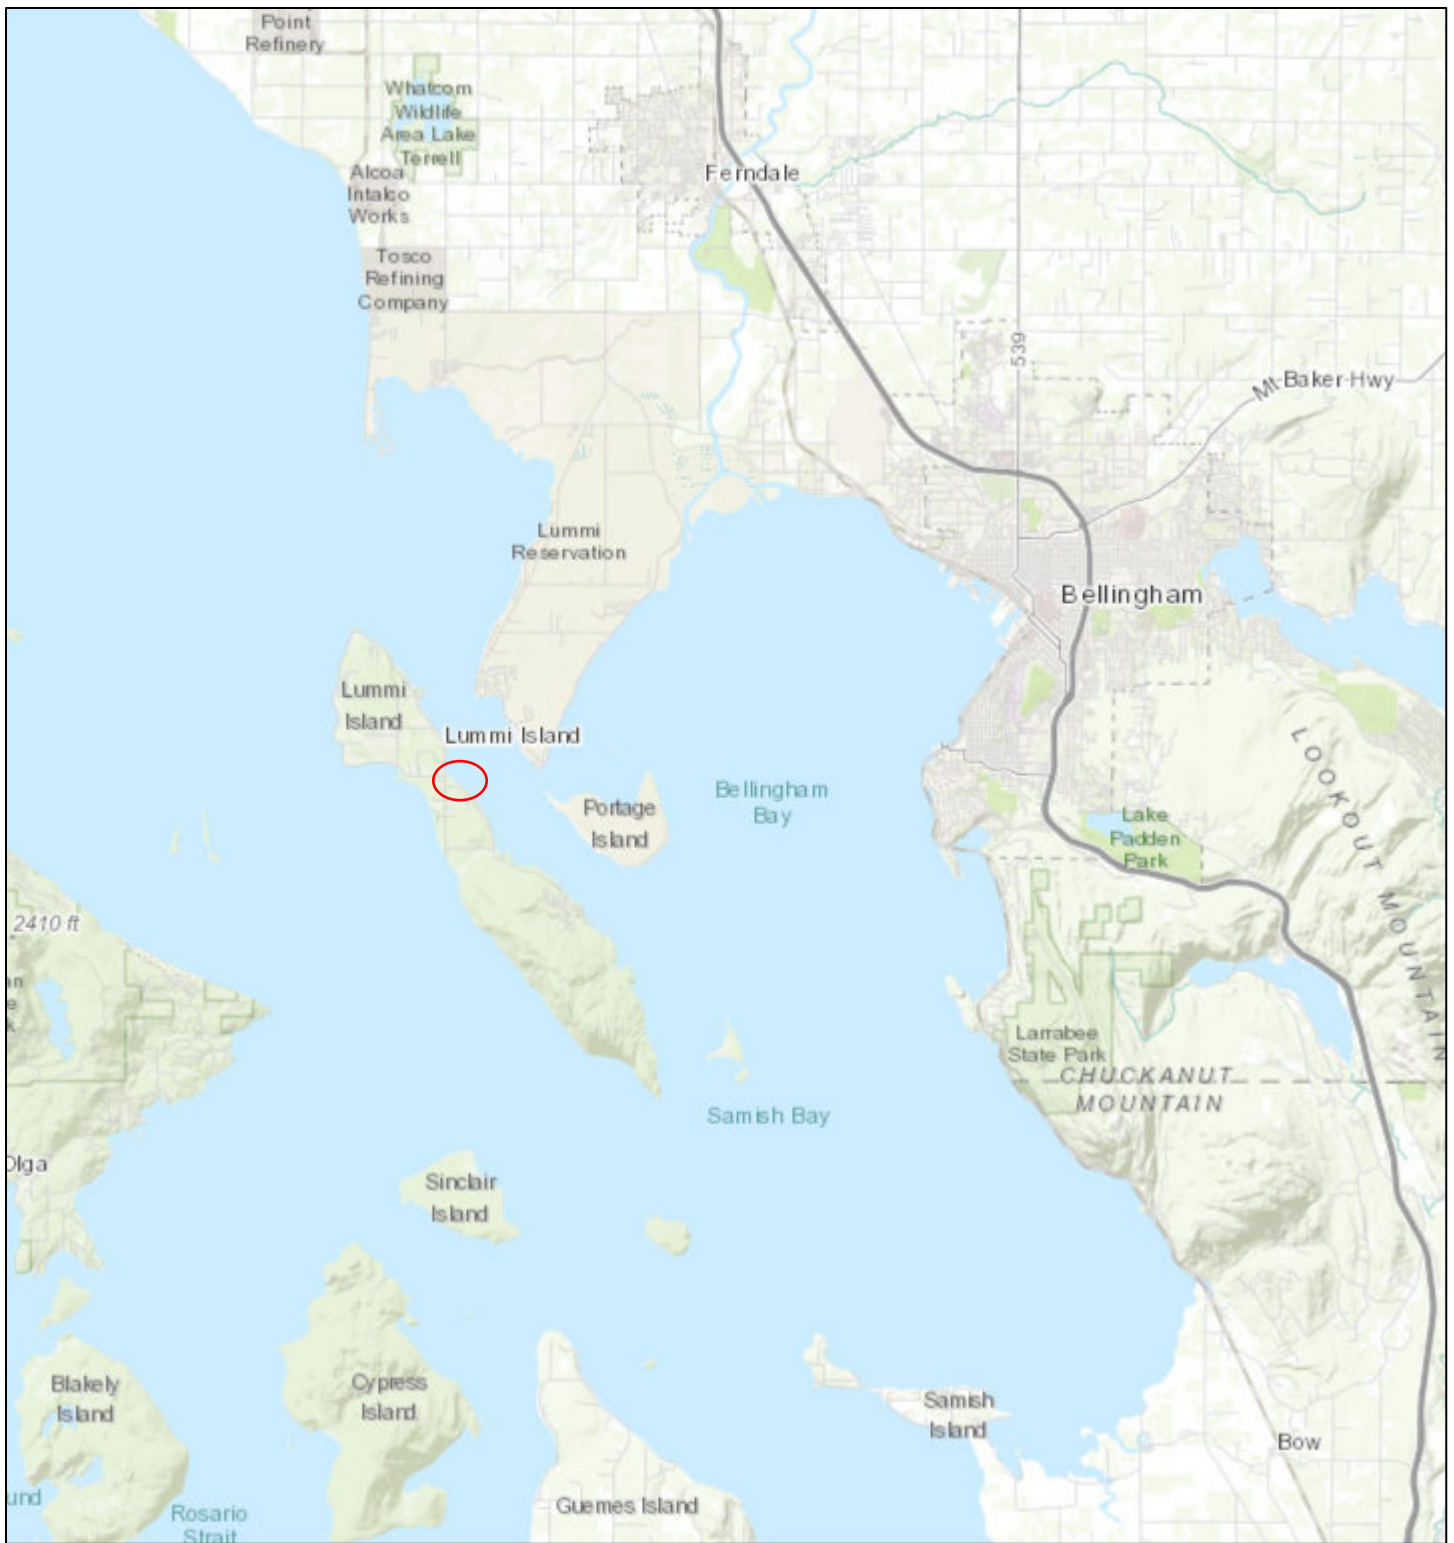 Point
Refinery
Whatcom
Wildlife
Area Lake
Terrell
Alcoa
Intalco
Works
Ferndale
Tosco
Refining
Company
539
Mt Baker Hwy
Lummi
Reservation
Bellingham
Lummi
Island
Lummi Island
Bellingham
Bay
Portage
Island
Lake
Padden
Park
LOOKOUT MOUNTAIN
2410 ft
Larrabee
State Park
CHUCKANUT
MOUNTAIN
Samish Bay
Olga
Sinclair
Island
Blakely
Island
Cypress
Island
Samish
Island
Bow
und
Rosario
Strait
Guemes Island